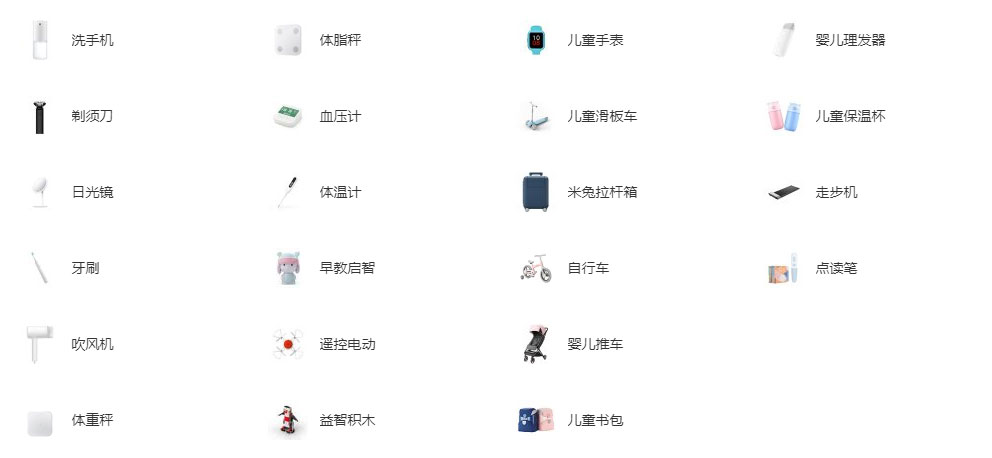 洗手机
剃须刀
日光镜
牙刷
吹风机
体重秤
体脂秤
血压计
体温计
早教启智
遥控电动
益智积木
儿童手表
儿童滑板车
米兔拉杆箱
自行车
婴儿推车
儿童书包
婴儿理发器
儿童保温杯
走步机
点读笔